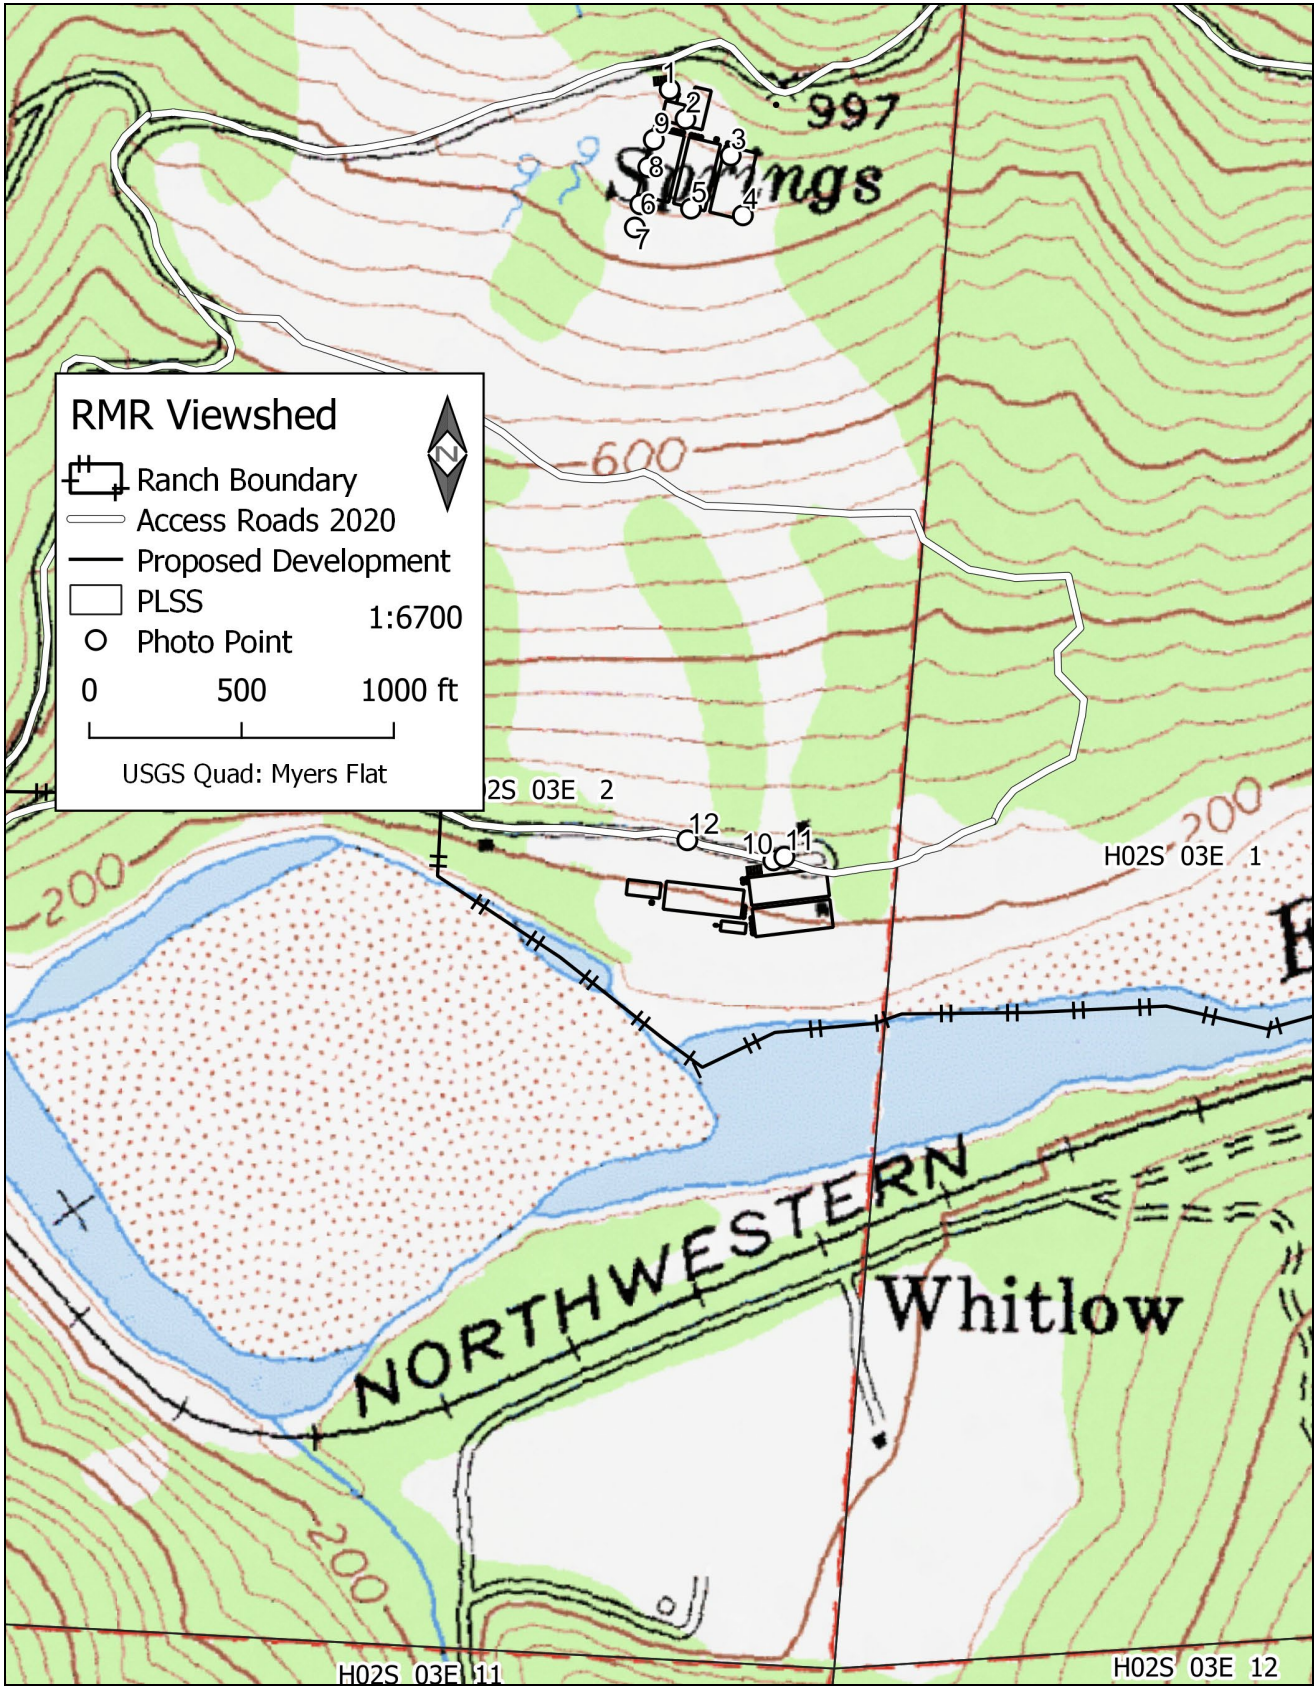 1
2
997
9
3
8
Springs
6
5
4
7
RMR Viewshed
N
Ranch Boundary
Access Roads 2020
Proposed Development
PLSS
1:6700
Photo Point
0 500 1000 ft
USGS Quad: Myers Flat
600
02S 03E 2
12
10
11
200
H02S 03E 1
200
E
NORTHWESTERN
Whitlow
200
H02S 03E 11
H02S 03E 12